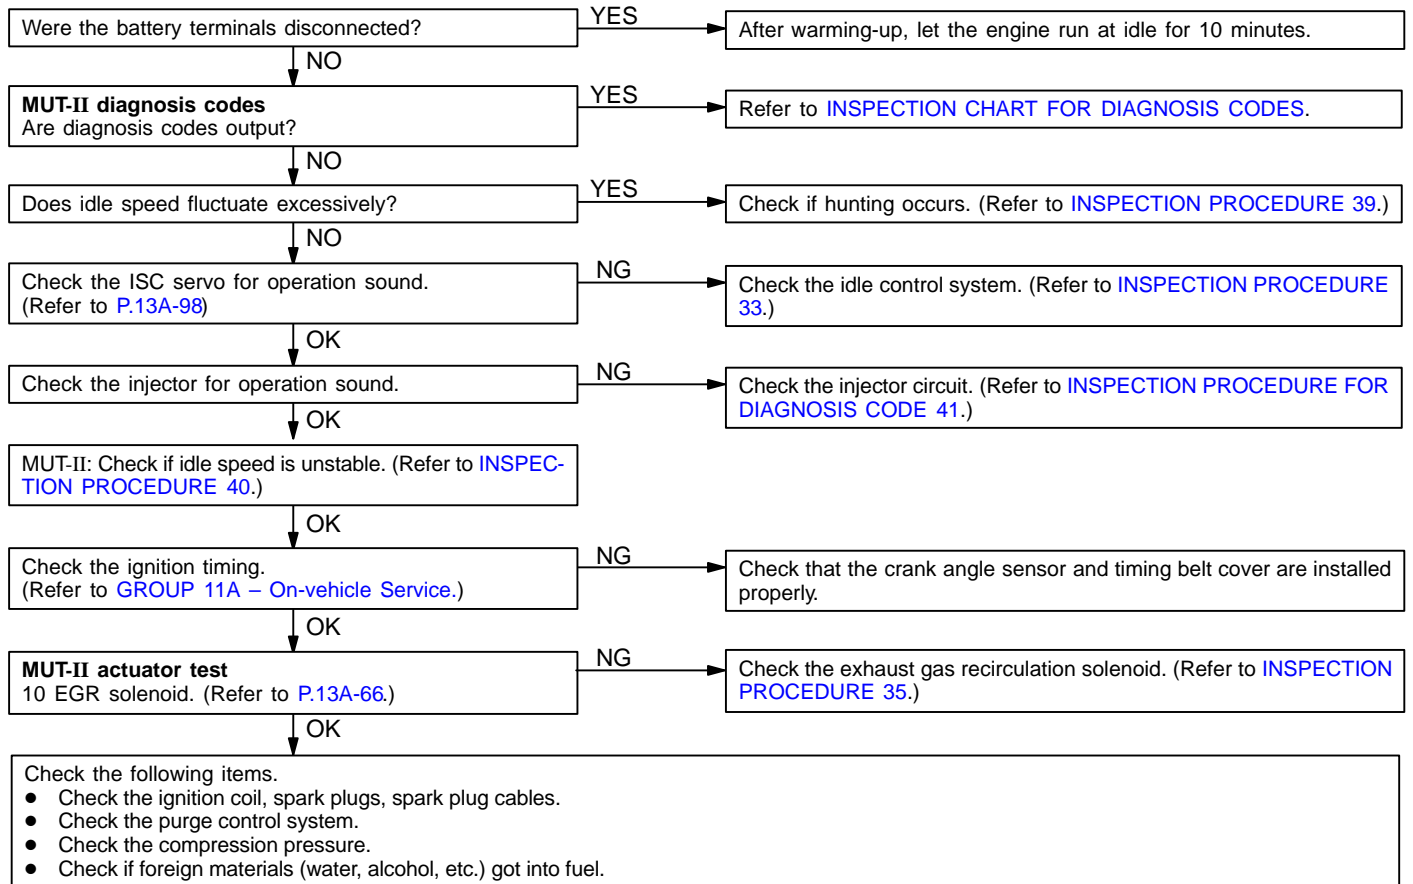 Were the battery terminals disconnected?
YES
After warming-up, let the engine run at idle for 10 minutes.
NO
MUT-II diagnosis codes
Are diagnosis codes output?
YES
Refer to INSPECTION CHART FOR DIAGNOSIS CODES.
NO
Does idle speed fluctuate excessively?
YES
Check if hunting occurs. (Refer to INSPECTION PROCEDURE 39.)
NO
Check the ISC servo for operation sound.
(Refer to P.13A-98)
NG
Check the idle control system. (Refer to INSPECTION PROCEDURE
33.)
OK
Check the injector for operation sound.
NG
Check the injector circuit. (Refer to INSPECTION PROCEDURE FOR
DIAGNOSIS CODE 41.)
OK
MUT-II: Check if idle speed is unstable. (Refer to INSPEC-
TION PROCEDURE 40.)
OK
Check the ignition timing.
(Refer to GROUP 11A – On-vehicle Service.)
NG
Check that the crank angle sensor and timing belt cover are installed
properly.
OK
MUT-II actuator test
10 EGR solenoid. (Refer to P.13A-66.)
NG
Check the exhaust gas recirculation solenoid. (Refer to INSPECTION
PROCEDURE 35.)
OK
Check the following items.
● Check the ignition coil, spark plugs, spark plug cables.
● Check the purge control system.
● Check the compression pressure.
● Check if foreign materials (water, alcohol, etc.) got into fuel.